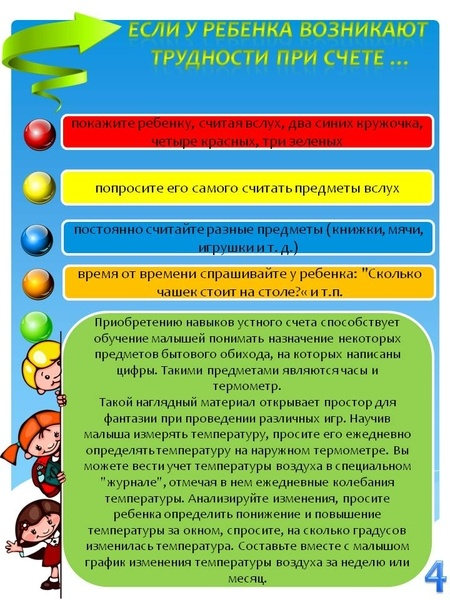 ЕСЛИ У РЕБЕНКА ВОЗНИКАЮТ
ТРУДНОСТИ ПРИ СЧЕТЕ ...
покажите ребенку, считая вслух, два синих кружочка,
четыре красных, три зеленых
попросите его самого считать предметы вслух
постоянно считайте разные предметы (книжки, мячи,
игрушки и т. д.)
время от времени спрашивайте у ребенка: "Сколько
чашек стоит на столе?« и т.п.
Приобретению навыков устного счета способствует
обучение малышей понимать назначение некоторых
предметов бытового обихода, на которых написаны
цифры. Такими предметами являются часы и
термометр.
Такой наглядный материал открывает простор для
фантазии при проведении различных игр. Научив
малыша измерять температуру, просите его ежедневно
определять температуру на наружном термометре. Вы
можете вести учет температуры воздуха в специальном
"журнале", отмечая в нем ежедневные колебания
температуры. Анализируйте изменения, просите
ребенка определить понижение и повышение
температуры за окном, спросите, на сколько градусов
изменилась температура. Составьте вместе с малышом
график изменения температуры воздуха за неделю или
месяц.
4